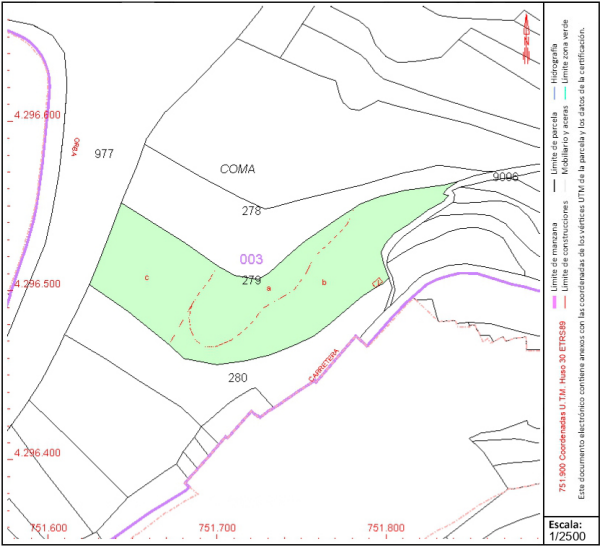 4.296.600
ORBA
977
COMA
9006
278
003
279
4.296.500
c
a
b
280
CARRETERA
4.296.400
751.600
751.700
751.800
Límite de manzana
Límite de parcela
Hidrografía
Límite de construcciones
Mobiliario y aceras
Límite zona verde
751.900 Coordenadas U.T.M. Huso 30 ETRS89
Este documento electrónico contiene anexos con las coordenadas de los vértices UTM de la parcela y los datos de la certificación.
Escala:
1/2500